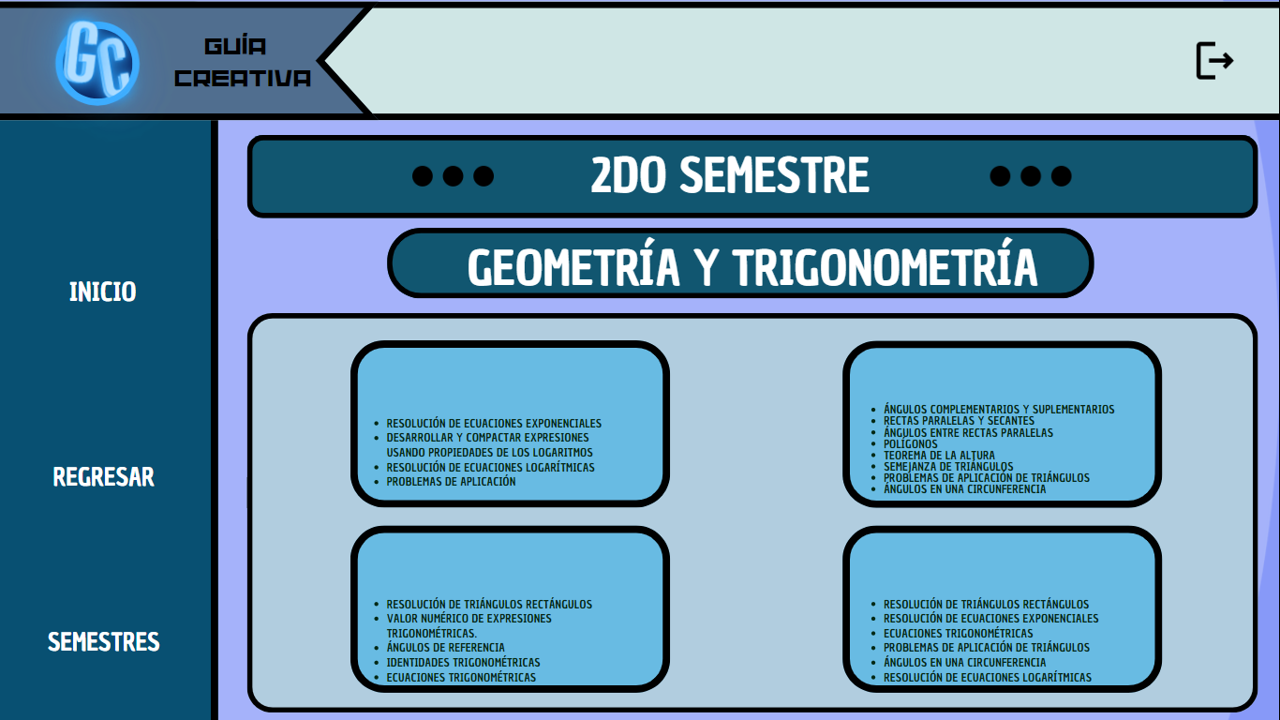 GC
GUÍA
CREATIVA
2DO SEMESTRE
GEOMETRÍA Y TRIGONOMETRÍA
INICIO
REGRESAR
SEMESTRES
• RESOLUCIÓN DE ECUACIONES EXPONENCIALES
• DESARROLLAR Y COMPACTAR EXPRESIONES
USANDO PROPIEDADES DE LOS LOGARITMOS
• RESOLUCIÓN DE ECUACIONES LOGARÍTMICAS
• PROBLEMAS DE APLICACIÓN
• ÁNGULOS COMPLEMENTARIOS Y SUPLEMENTARIOS
• RECTAS PARALELAS Y SECANTES
• ÁNGULOS ENTRE RECTAS PARALELAS
• POLÍGONOS
• TEOREMA DE LA ALTURA
• SEMEJANZA DE TRIÁNGULOS
• PROBLEMAS DE APLICACIÓN DE TRIÁNGULOS
• ÁNGULOS EN UNA CIRCUNFERENCIA
• RESOLUCIÓN DE TRIÁNGULOS RECTÁNGULOS
• VALOR NUMÉRICO DE EXPRESIONES
TRIGONOMÉTRICAS.
• ÁNGULOS DE REFERENCIA
• IDENTIDADES TRIGONOMÉTRICAS
• ECUACIONES TRIGONOMÉTRICAS
• RESOLUCIÓN DE TRIÁNGULOS RECTÁNGULOS
• RESOLUCIÓN DE ECUACIONES EXPONENCIALES
• ECUACIONES TRIGONOMÉTRICAS
• PROBLEMAS DE APLICACIÓN DE TRIÁNGULOS
• ÁNGULOS EN UNA CIRCUNFERENCIA
• RESOLUCIÓN DE ECUACIONES LOGARÍTMICAS